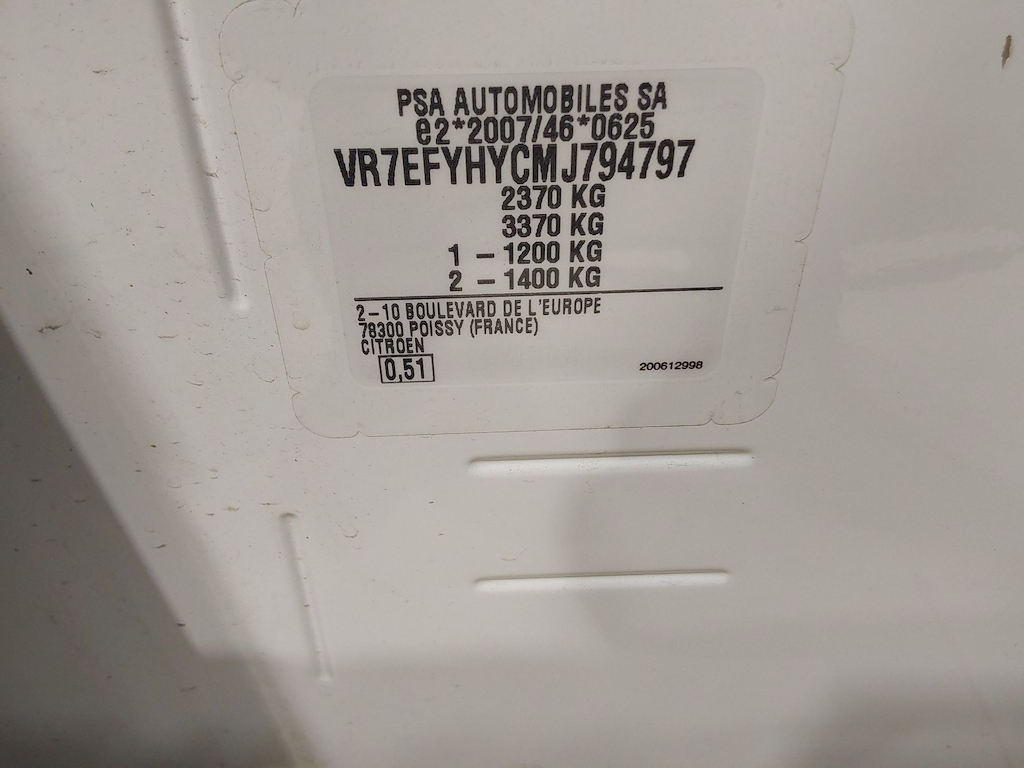 PSA AUTOMOBILES SA
e2*2007/46*0625
VR7EFYHYCMJ794797
2370 KG
3370 KG
1 - 1200 KG
2 - 1400 KG
2-10 BOULEVARD DE L'EUROPE
78300 POISSY (FRANCE)
CITROEN
0,51
200612998